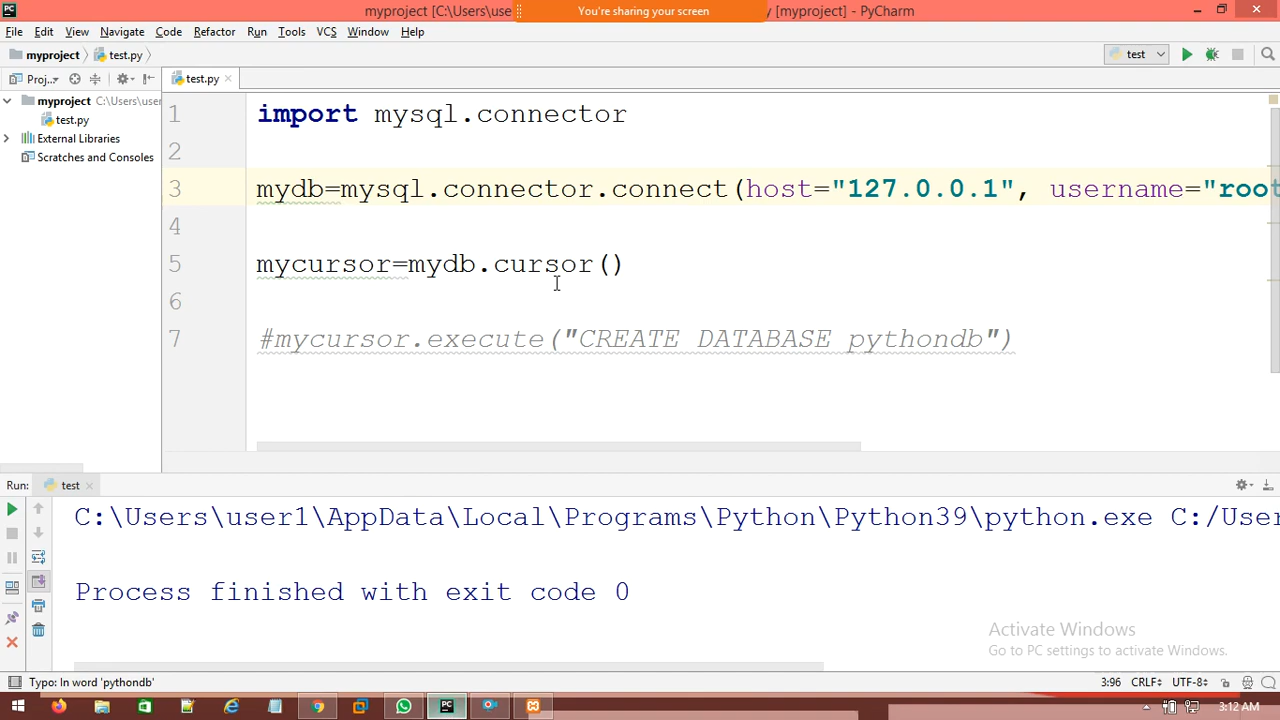 PC
myproject [C:\Users\use
You're sharing your screen
y [myproject] - PyCharm
File Edit View Navigate Code Refactor Run Tools VCS Window Help
myproject test.py
test
Proj...
test.py
myproject C:\Users\user
test.py
External Libraries
Scratches and Consoles
1 import mysql.connector
2
3 mydb=mysql.connector.connect(host="127.0.0.1", username="root
4
5 mycursor=mydb.cursor()
6
7 #mycursor.execute("CREATE DATABASE pythondb")
Run: test
C:\Users\user1\AppData\Local\Programs\Python\Python39\python.exe C:/User
Process finished with exit code 0
Activate Windows
Go to PC settings to activate Windows.
Typo: In word 'pythondb'
3:96 CRLF UTF-8
3:12 AM